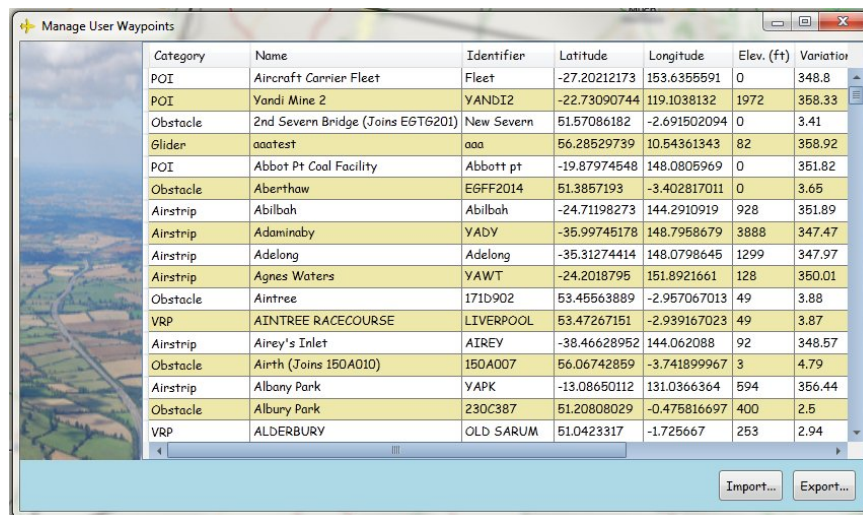 Manage User Waypoints
Category Name Identifier Latitude Longitude Elev. (ft) Variation
POI Aircraft Carrier Fleet Fleet -27.20212173 153.6355591 0 348.8
POI Yandi Mine 2 YANDI2 -22.73090744 119.1038132 1972 358.33
Obstacle 2nd Severn Bridge (Joins EGTG201) New Severn 51.57086182 -2.691502094 0 3.41
Glider aaatest aaa 56.28529739 10.54361343 82 358.92
POI Abbot Pt Coal Facility Abbott pt -19.87974548 148.0805969 0 351.82
Obstacle Aberthaw EGFF2014 51.3857193 -3.402817011 0 3.65
Airstrip Abilbah Abilbah -24.71198273 144.2910919 928 351.89
Airstrip Adaminaby YADY -35.99745178 148.7958679 3888 347.47
Airstrip Adelong Adelong -35.31274414 148.0798645 1299 347.97
Airstrip Agnes Waters YAWT -24.2018795 151.8921661 128 350.01
Obstacle Aintree 171D902 53.45563889 -2.957067013 49 3.88
VRP AINTREE RACECOURSE LIVERPOOL 53.47267151 -2.939167023 49 3.87
Airstrip Airey's Inlet AIREY -38.46628952 144.062088 92 348.57
Obstacle Airth (Joins 150A010) 150A007 56.06742859 -3.741899967 3 4.79
Airstrip Albany Park YAPK -13.08650112 131.0366364 594 356.44
Obstacle Albury Park 230C387 51.20808029 -0.475816697 400 2.5
VRP ALDERBURY OLD SARUM 51.0423317 -1.725667 253 2.94
Import... Export...